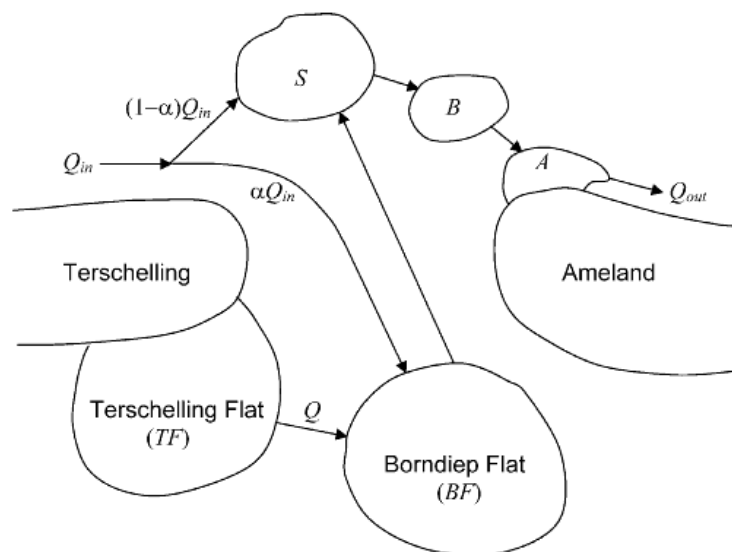 S
(1−α)Q_in
B
Q_in
A
αQ_in
Q_out
Terschelling
Ameland
Terschelling Flat
(TF)
Q
Borndiep Flat
(BF)